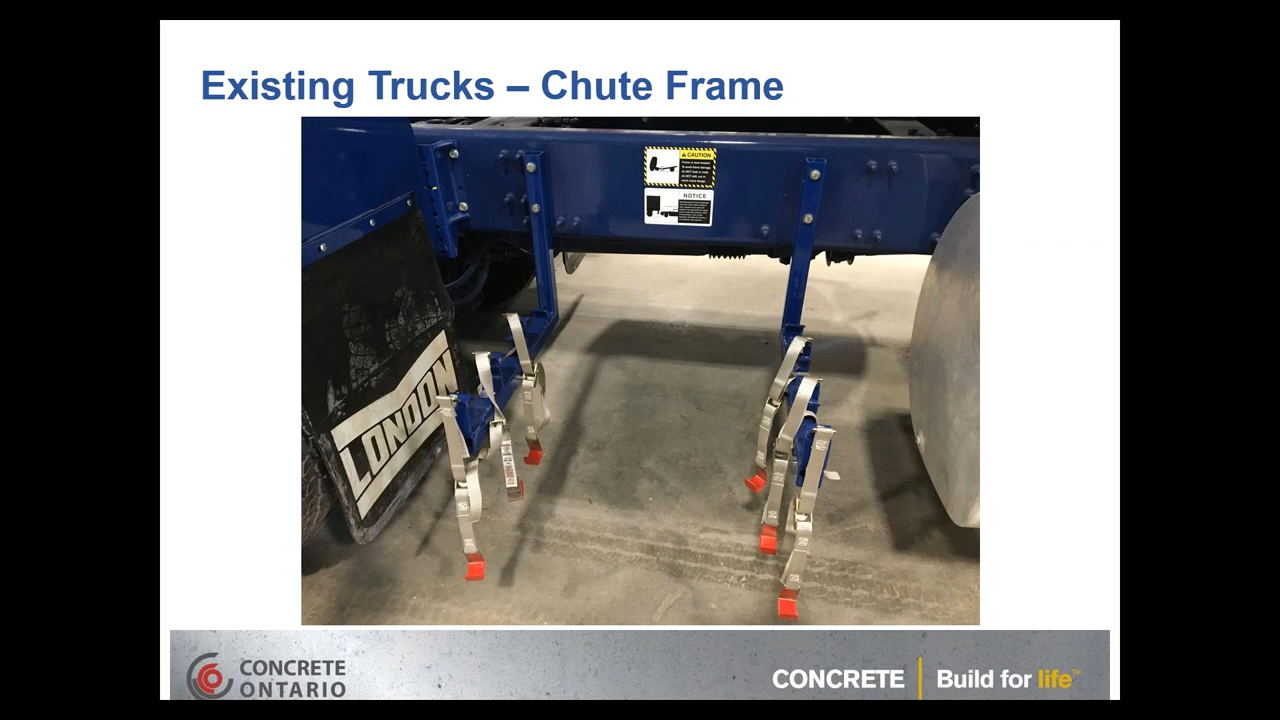 Existing Trucks – Chute Frame
CAUTION
NOTICE
LONDON
CONCRETE
ONTARIO
CONCRETE | Build for life™